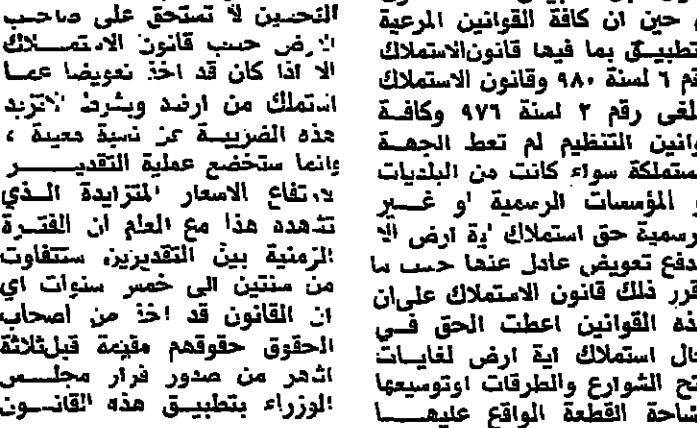 حين ان كافة القوانين المرعية
التطبيق بما فيها قانون الاستملاك
رقم ٦ لسنة ٩٨٠ وقانون الاستملاك
الملغى رقم ٢ لسنة ٩٧٦ وكافة
قوانين التنظيم لم تعط الجهة
المستملكة سواء كانت من البلديات
المؤسسات الرسمية او غير
الرسمية حق استملاك اية ارض الا
بدفع تعويض عادل عنها حسب ما
قرر ذلك قانون الاستملاك على ان
هذه القوانين اعطت الحق في
حال استملاك اية ارض لغايات
فتح الشوارع والطرقات او توسيعها
مساحة القطعة الواقع عليها
التحسين لا تستحق على صاحب
الارض حسب قانون الاستملاك
الا اذا كان قد اخذ تعويضا عما
استملك من ارضه وبشرط لاتزيد
هذه الضريبة عن نسبة معينة ،
وانما ستخضع عملية التقدير
لارتفاع الاسعار المتزايدة الذي
تشهده هذا مع العلم ان الفترة
الزمنية بين التقديرين ستتفاوت
من سنتين الى خمس سنوات اي
ان القانون قد اخذ من اصحاب
الحقوق حقوقهم مقيمة قبل ثلاثة
اشهر من صدور قرار مجلس
الوزراء بتطبيق هذه القانون